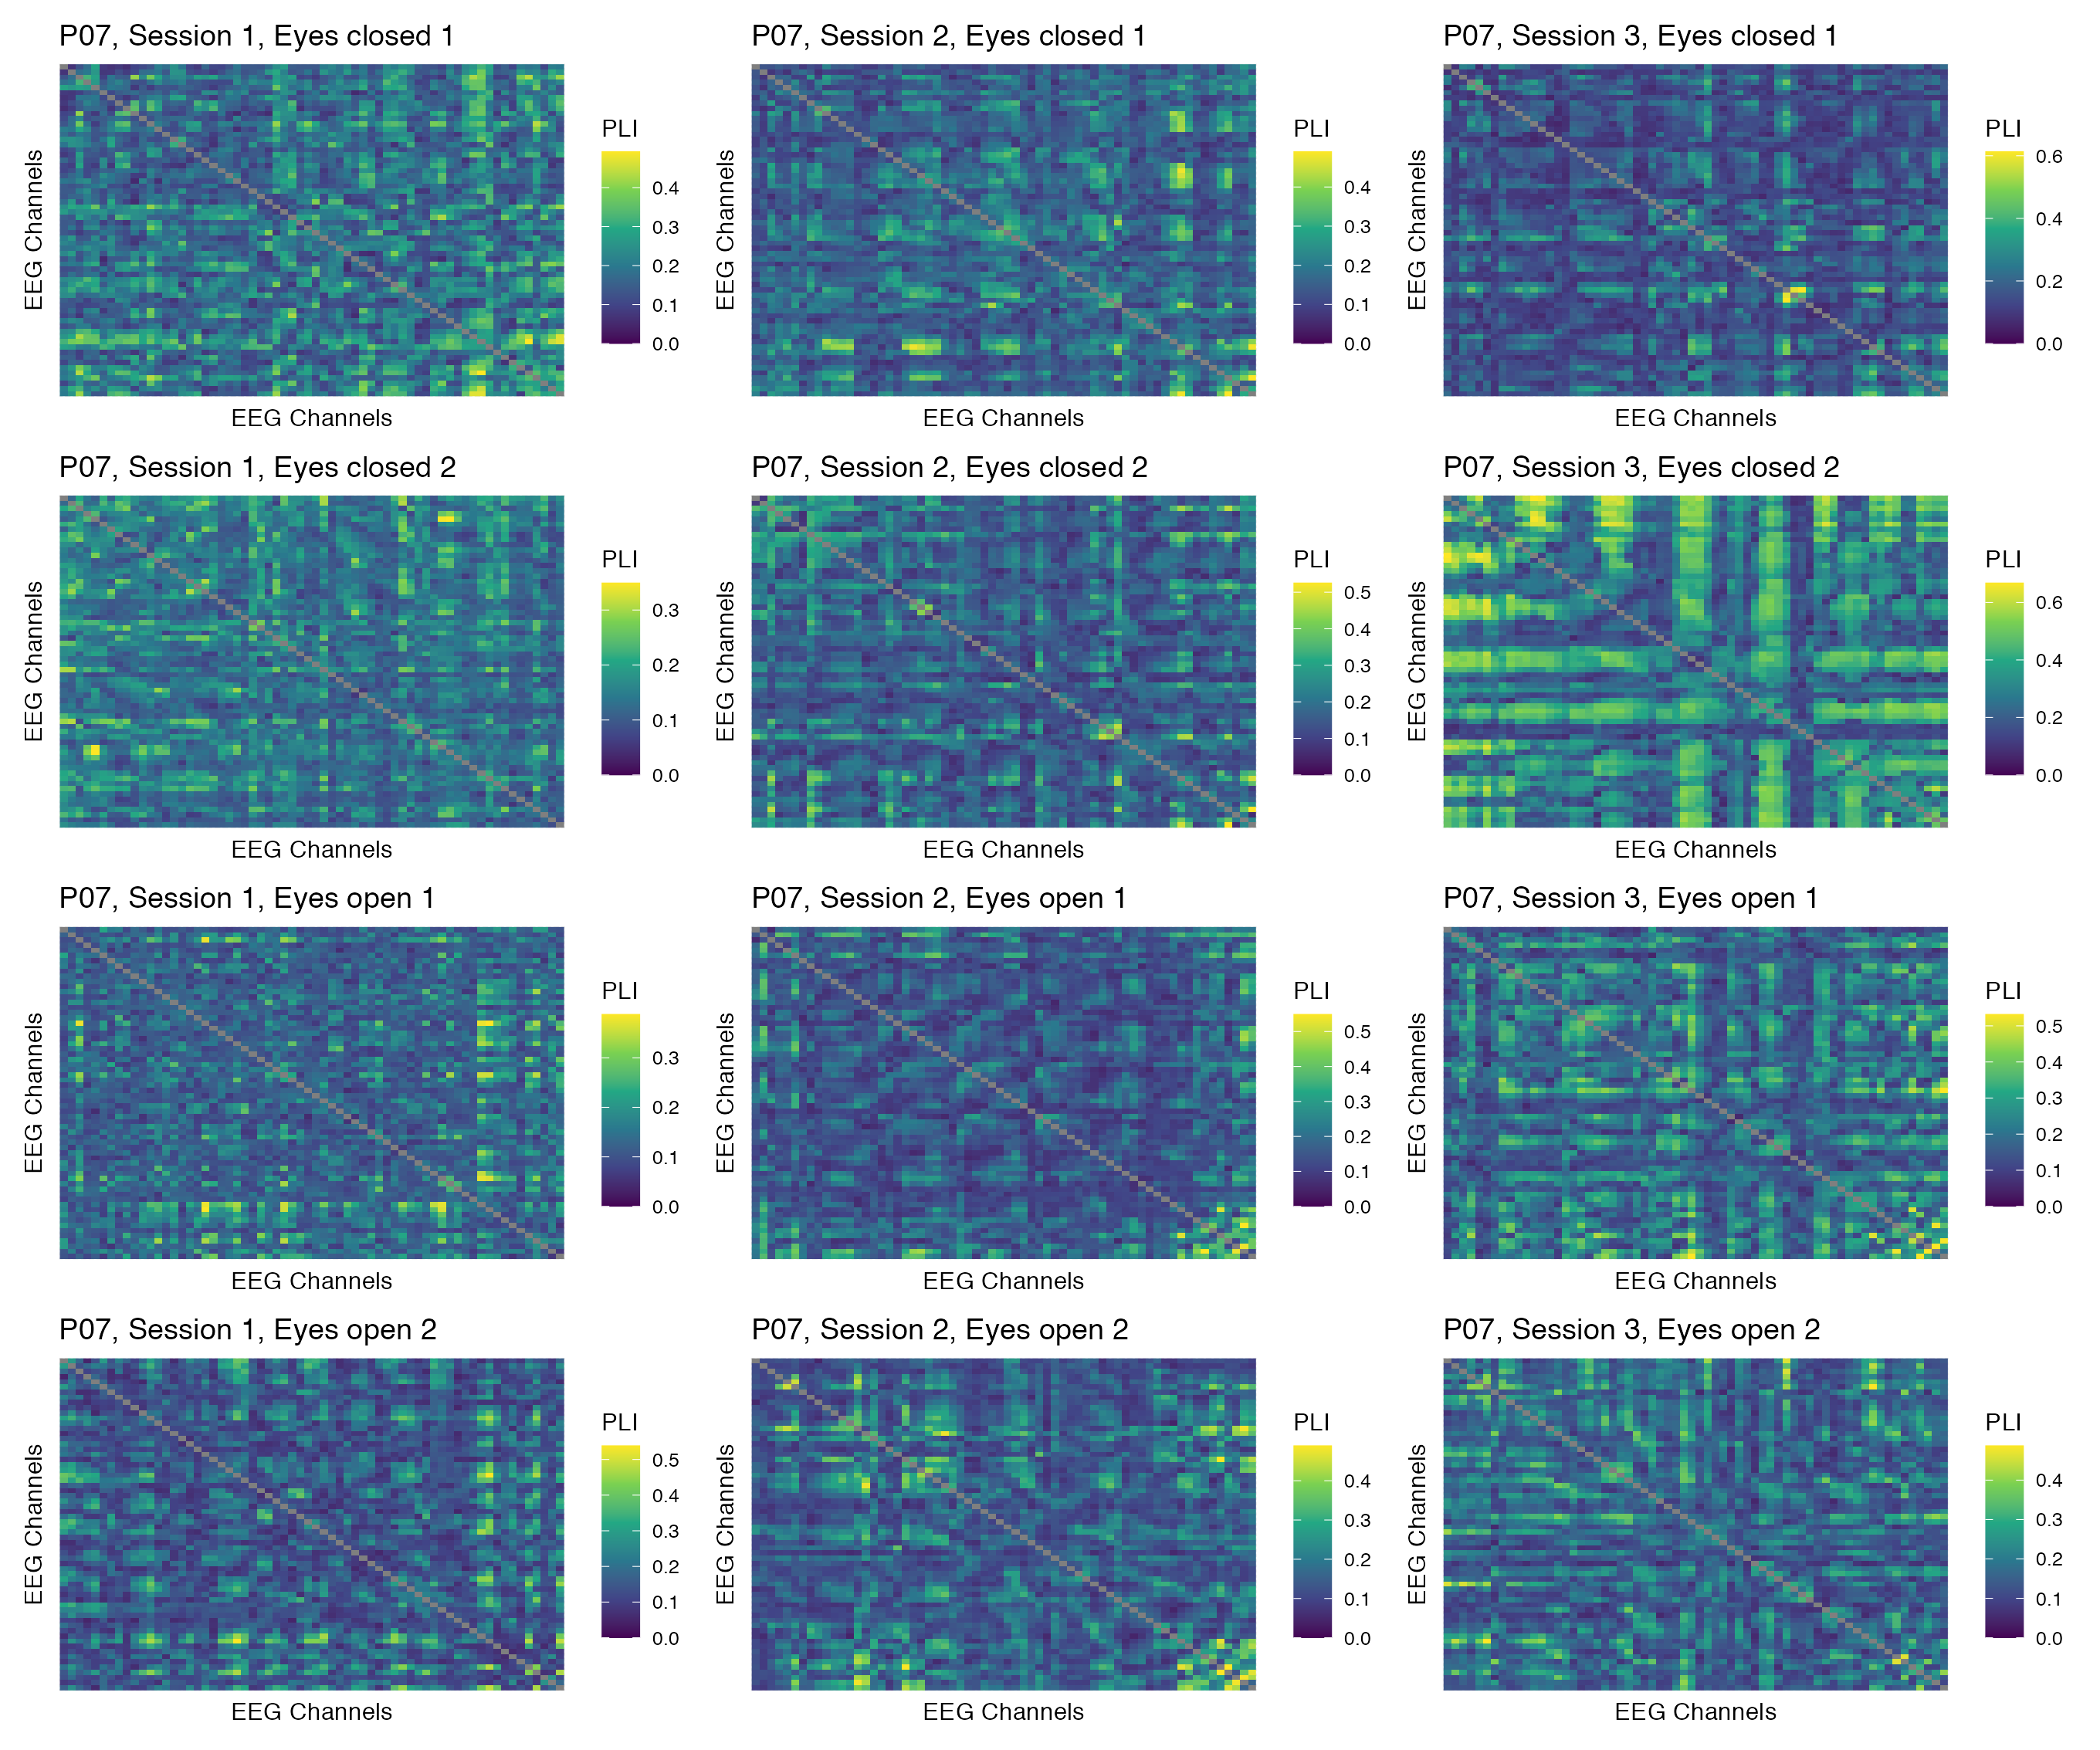 P07, Session 1, Eyes closed 1
EEG Channels
EEG Channels
PLI
0.4
0.3
0.2
0.1
0.0
P07, Session 2, Eyes closed 1
EEG Channels
EEG Channels
PLI
0.4
0.3
0.2
0.1
0.0
P07, Session 3, Eyes closed 1
EEG Channels
EEG Channels
PLI
0.6
0.4
0.2
0.0
P07, Session 1, Eyes closed 2
EEG Channels
EEG Channels
PLI
0.3
0.2
0.1
0.0
P07, Session 2, Eyes closed 2
EEG Channels
EEG Channels
PLI
0.5
0.4
0.3
0.2
0.1
0.0
P07, Session 3, Eyes closed 2
EEG Channels
EEG Channels
PLI
0.6
0.4
0.2
0.0
P07, Session 1, Eyes open 1
EEG Channels
EEG Channels
PLI
0.3
0.2
0.1
0.0
P07, Session 2, Eyes open 1
EEG Channels
EEG Channels
PLI
0.5
0.4
0.3
0.2
0.1
0.0
P07, Session 3, Eyes open 1
EEG Channels
EEG Channels
PLI
0.5
0.4
0.3
0.2
0.1
0.0
P07, Session 1, Eyes open 2
EEG Channels
EEG Channels
PLI
0.5
0.4
0.3
0.2
0.1
0.0
P07, Session 2, Eyes open 2
EEG Channels
EEG Channels
PLI
0.4
0.3
0.2
0.1
0.0
P07, Session 3, Eyes open 2
EEG Channels
EEG Channels
PLI
0.4
0.3
0.2
0.1
0.0